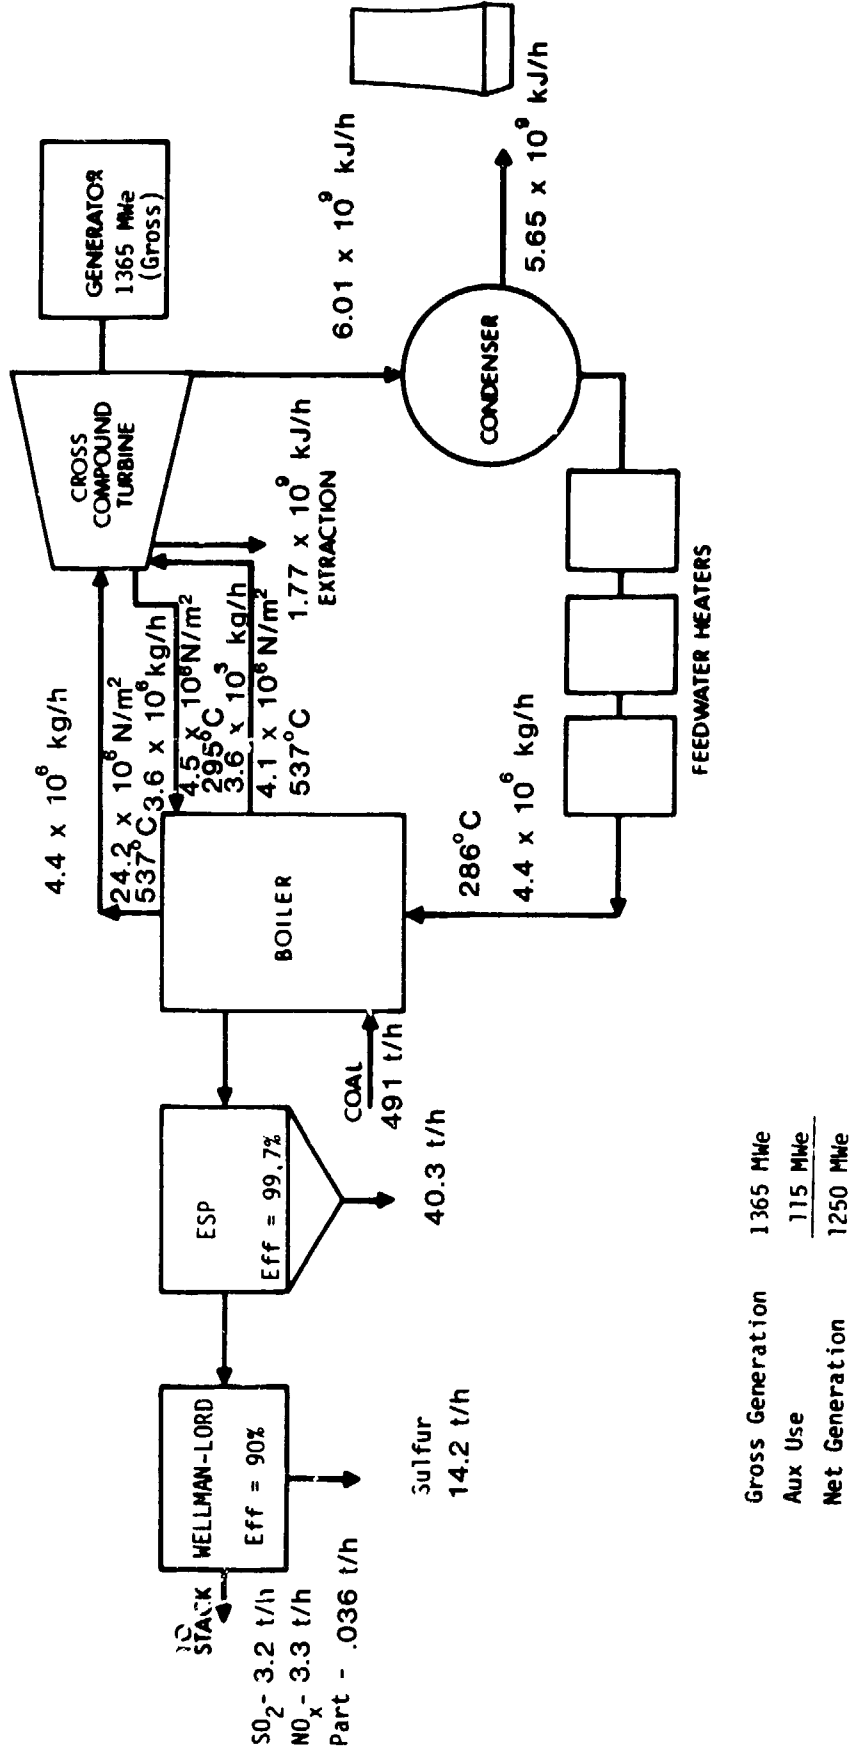 GENERATOR
1365 MWe
(Gross)
CROSS
COMPOUND
TURBINE
4.4 x 10⁶ kg/h
24.2 x 10⁶ N/m²
537°C
3.6 x 10⁶ kg/h
4.5 x 10⁶ N/m²
295°C
3.6 x 10³ kg/h
4.1 x 10⁶ N/m²
537°C
1.77 x 10⁹ kJ/h
EXTRACTION
6.01 x 10⁹ kJ/h
5.65 x 10⁹ kJ/h
CONDENSER
BOILER
286°C
4.4 x 10⁶ kg/h
FEEDWATER HEATERS
COAL
491 t/h
ESP
Eff = 99.7%
40.3 t/h
WELLMAN-LORD
Eff = 90%
STACK
SO₂- 3.2 t/h
NOₓ- 3.3 t/h
Part - .036 t/h
Sulfur
14.2 t/h
Gross Generation 1365 MWe
Aux Use 115 MWe
Net Generation 1250 MWe